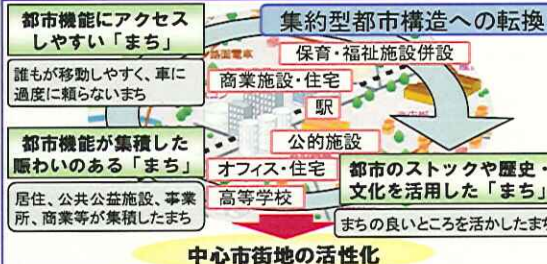 集約型都市構造への転換
都市機能にアクセス
しやすい「まち」
誰もが移動しやすく、車に
過度に頼らないまち
都市機能が集積した
賑わいのある「まち」
居住、公共公益施設、事業
所、商業等が集積したまち
保育・福祉施設併設
商業施設・住宅
駅
公的施設
オフィス・住宅
高等学校
都市のストックや歴史・
文化を活用した「まち」
まちの良いところを活かしたまち
中心市街地の活性化